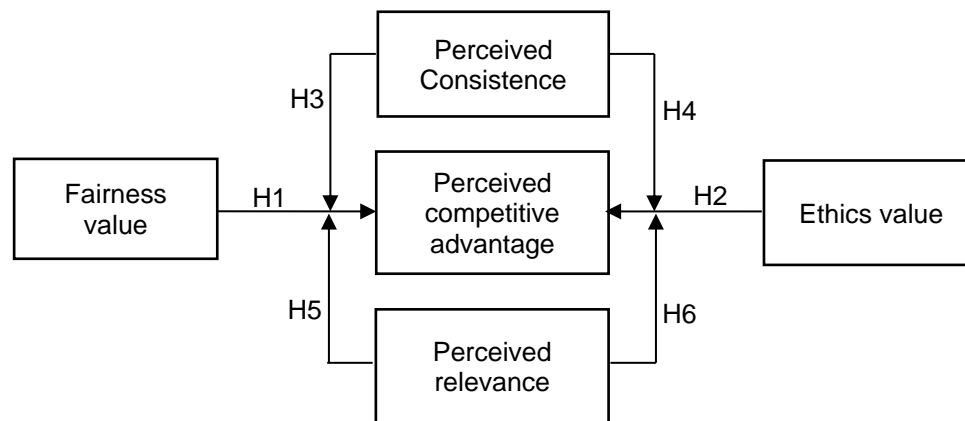 Perceived
Consistence
H3
H4
Fairness
value
H1
Perceived
competitive
advantage
H2
Ethics value
H5
H6
Perceived
relevance